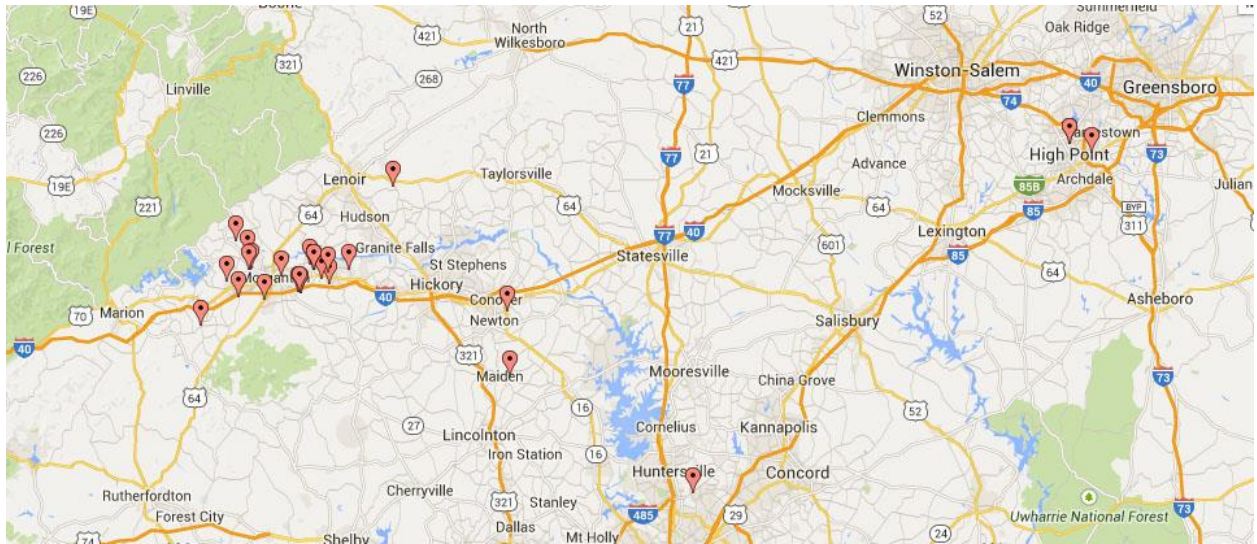 Boone
Summerfield
19E
421
North
Wilkesboro
21
77
52
Oak Ridge
321
268
421
Winston-Salem
40
Greensboro
226
Linville
77
74
Clemmons
High Point
73
Archdale
Julian
226
77
21
Advance
85B
19E
Lenoir
Taylorsville
Mocksville
64
85
BYP
311
221
64
Hudson
64
77
40
601
Lexington
85
64
Granite Falls
St Stephens
Statesville
Hickory
40
Conover
Newton
Asheboro
70
Marion
Salisbury
40
321
Maiden
Mooresville
China Grove
73
64
16
52
27
Lincolnton
Iron Station
16
Cornelius
Kannapolis
Huntersville
Concord
Rutherfordton
Cherryville
321
Stanley
Forest City
485
29
Uwharrie National Forest
73
74
Shelby
Dallas
Mt Holly
24